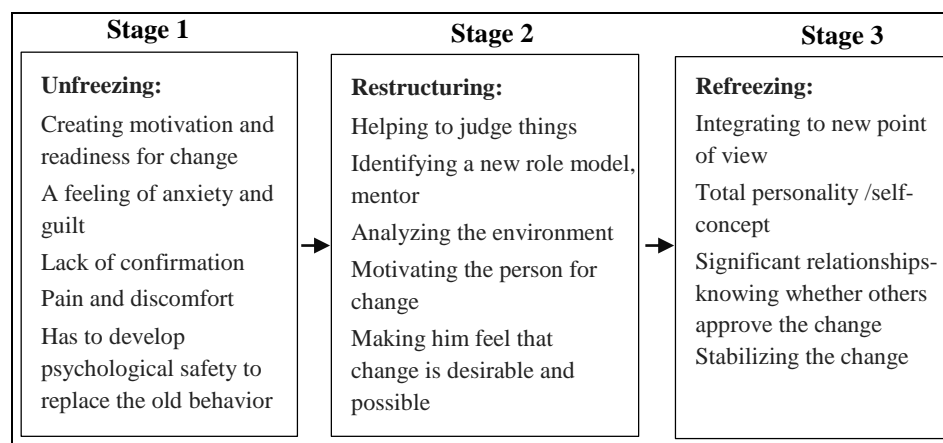 Stage 1
Unfreezing:
Creating motivation and
readiness for change
A feeling of anxiety and
guilt
Lack of confirmation
Pain and discomfort
Has to develop
psychological safety to
replace the old behavior
Stage 2
Restructuring:
Helping to judge things
Identifying a new role model,
mentor
Analyzing the environment
Motivating the person for
change
Making him feel that
change is desirable and
possible
Stage 3
Refreezing:
Integrating to new point
of view
Total personality /self-
concept
Significant relationships-
knowing whether others
approve the change
Stabilizing the change